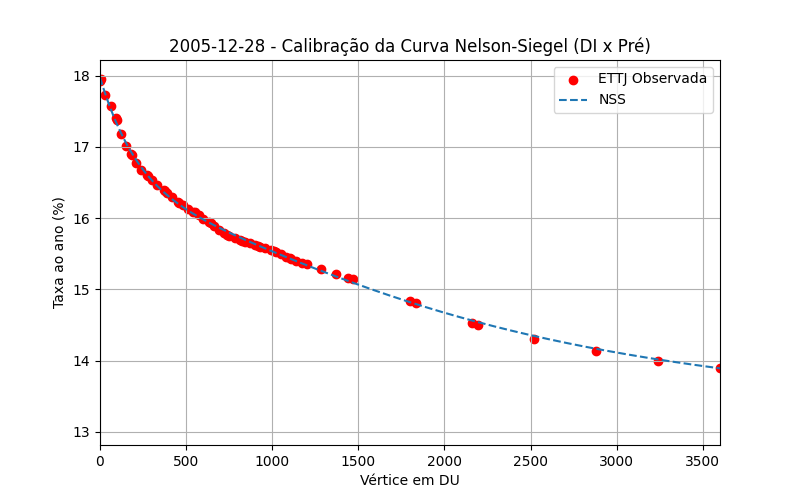 2005-12-28 - Calibração da Curva Nelson-Siegel (DI x Pré)
ETTJ Observada
NSS
Taxa ao ano (%)
18
17
16
15
14
13
0 500 1000 1500 2000 2500 3000 3500
Vértice em DU